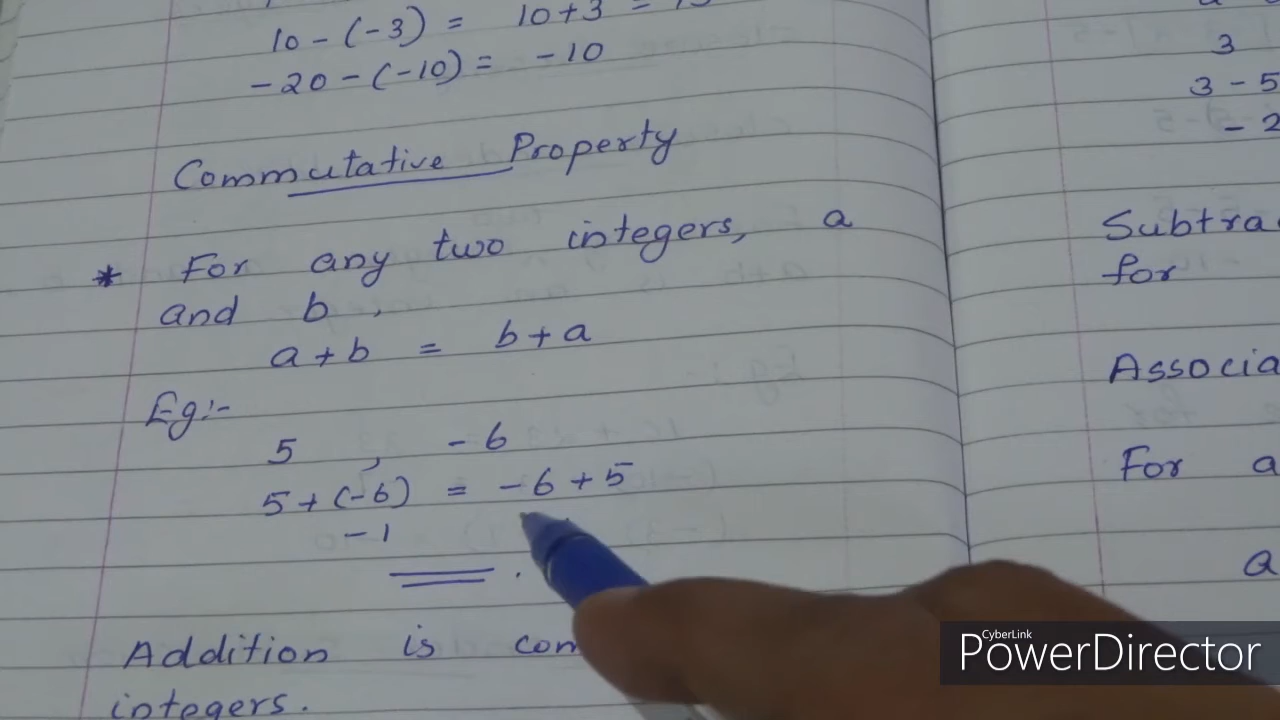 10 - (-3) = 10 + 3 =
-20 - (-10) = -10
Commutative Property
* For any two integers, a
and b,
a + b = b + a
Eg:-
5 , -6
5 + (-6) = -6 + 5
-1
Addition is com
integers.
3
3 - 5
- 2
Subtra
for
Associa
For a
a
CyberLink
PowerDirector